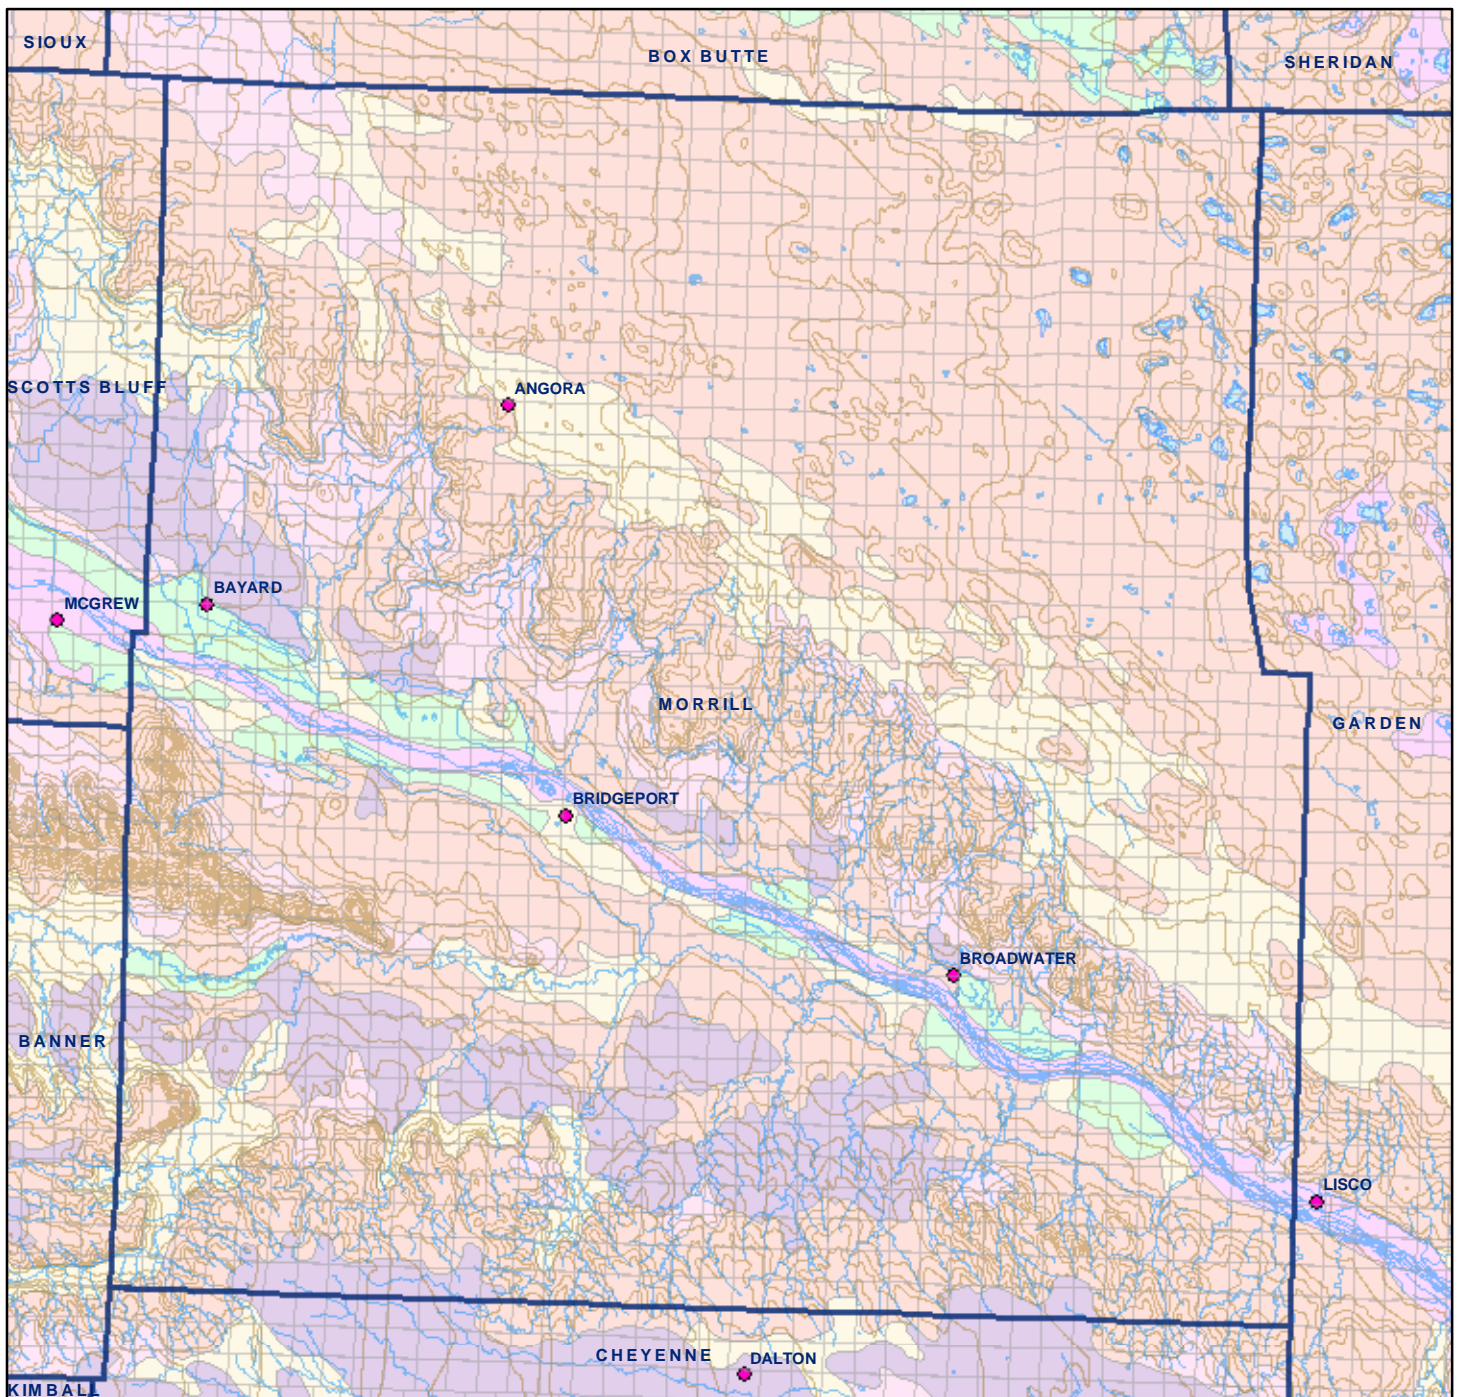 SIOUX
BOX BUTTE
SHERIDAN
SCOTTS BLUFF
ANGORA
BAYARD
MCGREW
MORRILL
GARDEN
BRIDGEPORT
BROADWATER
BANNER
LISCO
CHEYENNE
DALTON
KIMBALL